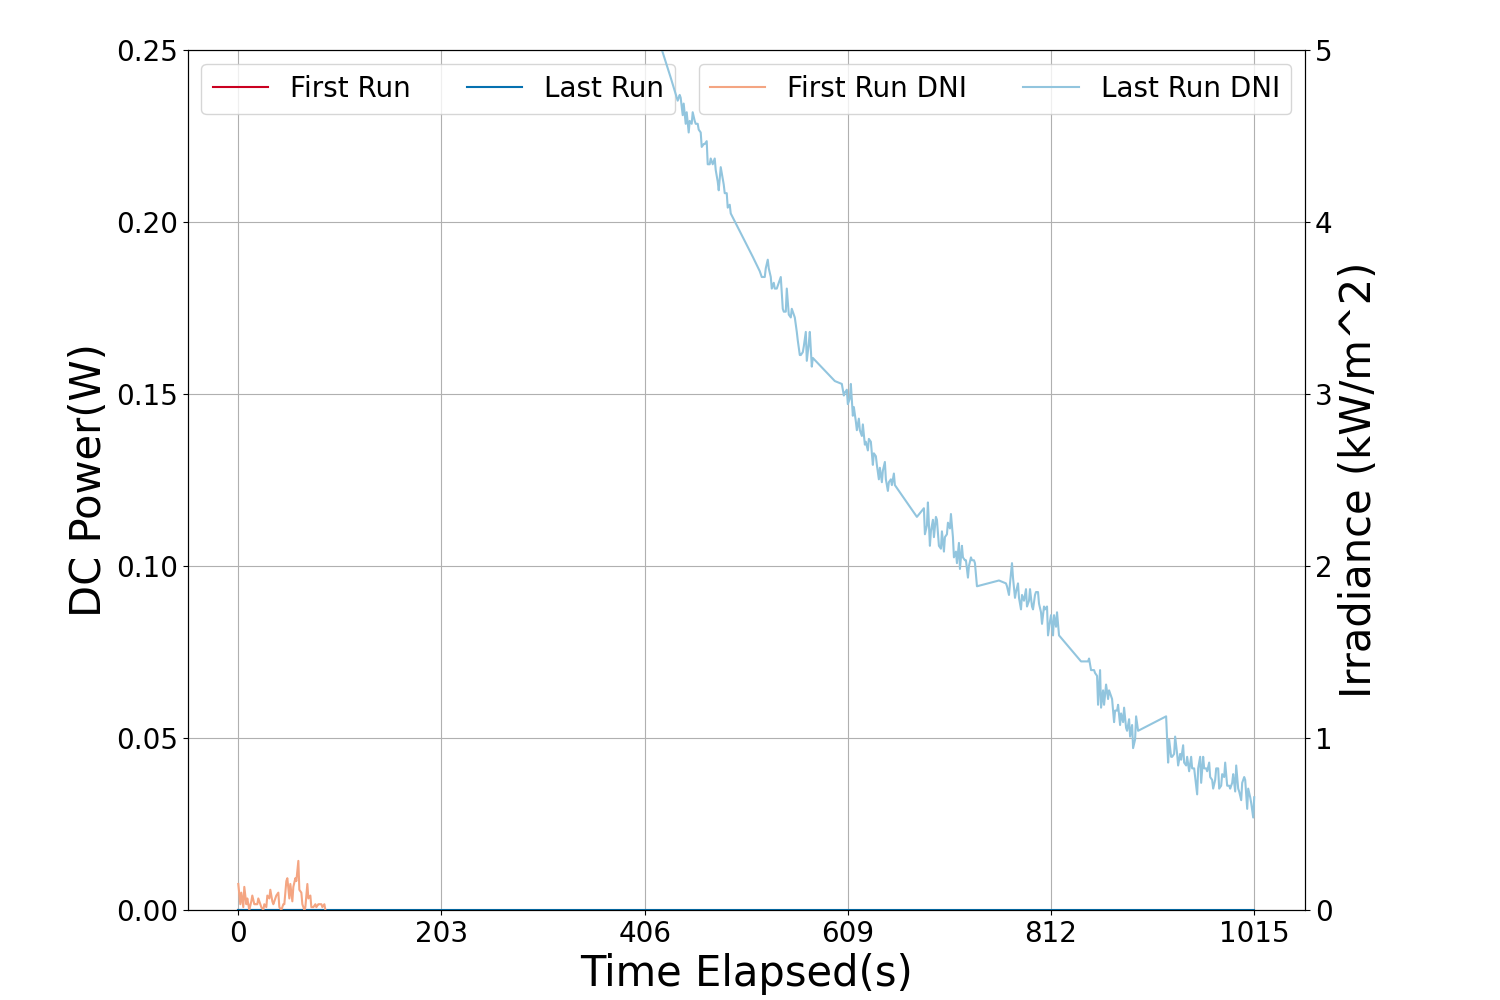 First Run
Last Run
First Run DNI
Last Run DNI
0.25
0.20
0.15
0.10
0.05
0.00
DC Power(W)
5
4
3
2
1
0
Irradiance (kW/m^2)
0
203
406
609
812
1015
Time Elapsed(s)